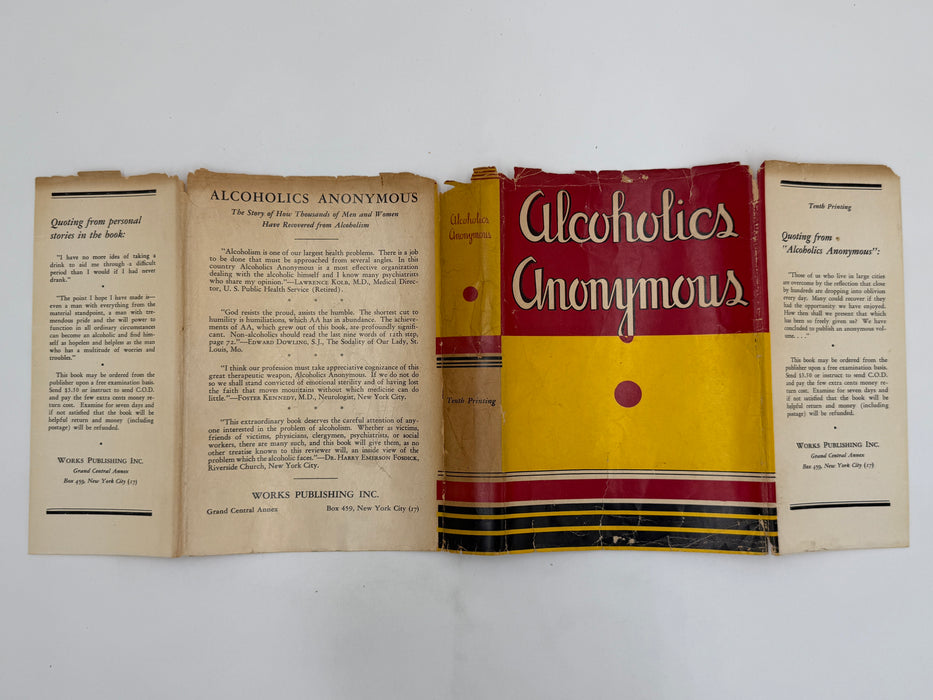 Quoting from personal
stories in the book:
"I have no more idea of taking a
drink to aid me through a difficult
period than I would if I had never
drank."
"The point I hope I have made is—
even a man with everything from the
material standpoint, a man with tre-
mendous pride and the will power to
function in all ordinary circumstances
can become an alcoholic and find him-
self as hopeless and helpless as the man
who has a multitude of worries and
troubles."
This book may be ordered from the
publisher upon a free examination basis.
Send $3.50 or instruct to send C.O.D.
and pay the few extra cents money re-
turn cost. Examine for seven days and
if not satisfied that the book will be
helpful return and money (including
postage) will be refunded.
WORKS PUBLISHING INC.
Grand Central Annex
Box 459, New York City (17)
ALCOHOLICS ANONYMOUS
The Story of How Thousands of Men and Women
Have Recovered from Alcoholism
"Alcoholism is one of our largest health problems. There is a job
to be done that must be approached from several angles. In this
country Alcoholics Anonymous is a most effective organization
dealing with the alcoholic himself and I know many psychiatrists
who share my opinion."—LAWRENCE KOLB, M.D., Medical Direc-
tor, U. S. Public Health Service (Retired).
* * *
"God resists the proud, assists the humble. The shortest cut to
humility is humiliations, which AA has in abundance. The achieve-
ments of AA, which grew out of this book, are profoundly signifi-
cant. Non-alcoholics should read the last nine words of 12th step,
page 72."—EDWARD DOWLING, S.J., The Sodality of Our Lady, St.
Louis, Mo.
* * *
"I think our profession must take appreciative cognizance of this
great therapeutic weapon, Alcoholics Anonymous. If we do not do
so we shall stand convicted of emotional sterility and of having lost
the faith that moves mountains without which medicine can do
little."—FOSTER KENNEDY, M.D., Neurologist, New York City.
* * *
"This extraordinary book deserves the careful attention of any-
one interested in the problem of alcoholism. Whether as victims,
friends of victims, physicians, clergymen, psychiatrists, or social
workers, there are many such, and this book will give them, as no
other treatise known to this reviewer will, an inside view of the
problem which the alcoholic faces."—DR. HARRY EMERSON FOSDICK,
Riverside Church, New York City.
WORKS PUBLISHING INC.
Grand Central Annex Box 459, New York City (17)
Alcoholics
Anonymous
Tenth Printing
Alcoholics
Anonymous
Tenth Printing
Quoting from
"Alcoholics Anonymous":
"Those of us who live in large cities
are overcome by the reflection that close
by hundreds are dropping into oblivion
every day. Many could recover if they
had the opportunity we have enjoyed.
How then shall we present that which
has been so freely given us? We have
concluded to publish an anonymous vol-
ume. . . ."
This book may be ordered from the
publisher upon a free examination basis.
Send $3.50 or instruct to send C.O.D.
and pay the few extra cents money re-
turn cost. Examine for seven days and
if not satisfied that the book will be
helpful return and money (including
postage) will be refunded.
WORKS PUBLISHING INC.
Grand Central Annex
Box 459, New York City (17)